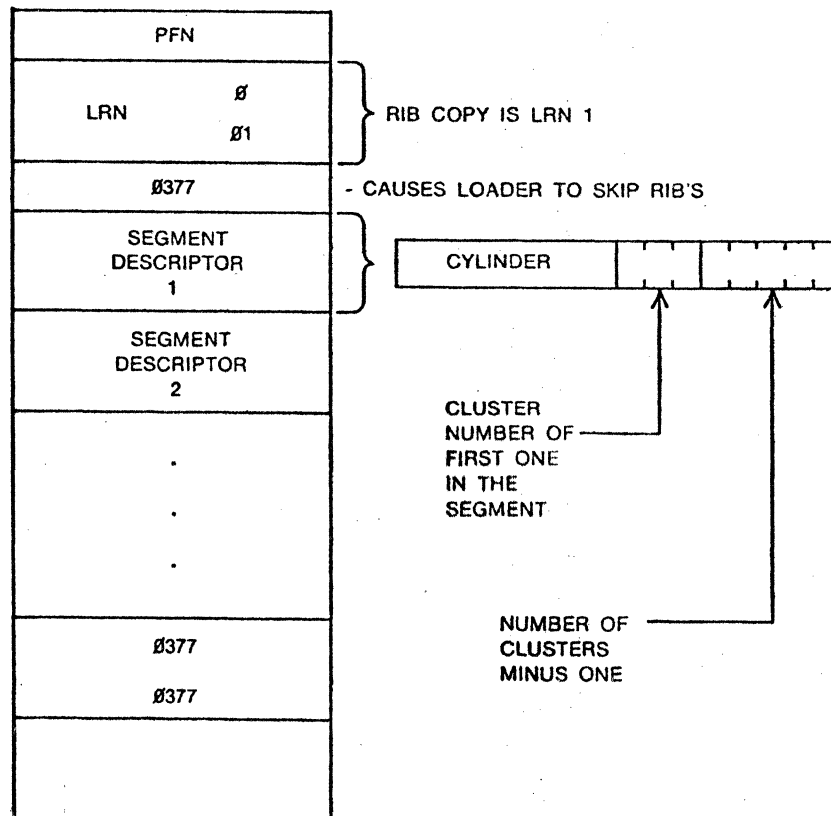 PFN
LRN
Ø
Ø1
RIB COPY IS LRN 1
Ø377
- CAUSES LOADER TO SKIP RIB'S
SEGMENT
DESCRIPTOR
1
CYLINDER
SEGMENT
DESCRIPTOR
2
.
.
.
CLUSTER
NUMBER OF
FIRST ONE
IN THE
SEGMENT
Ø377
Ø377
NUMBER OF
CLUSTERS
MINUS ONE